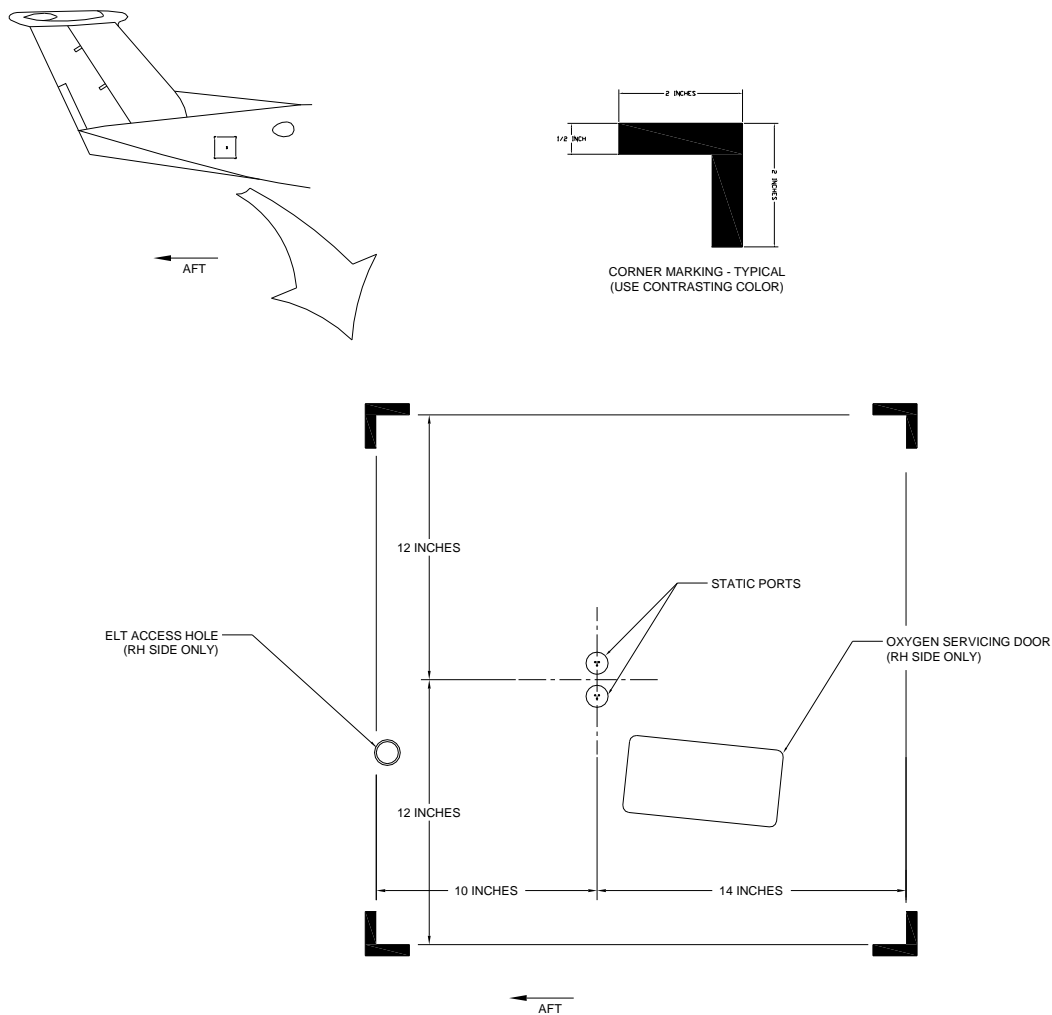 2 INCHES
1/2 INCH
2 INCHES
CORNER MARKING - TYPICAL
(USE CONTRASTING COLOR)
AFT
12 INCHES
STATIC PORTS
ELT ACCESS HOLE
(RH SIDE ONLY)
OXYGEN SERVICING DOOR
(RH SIDE ONLY)
12 INCHES
10 INCHES
14 INCHES
AFT